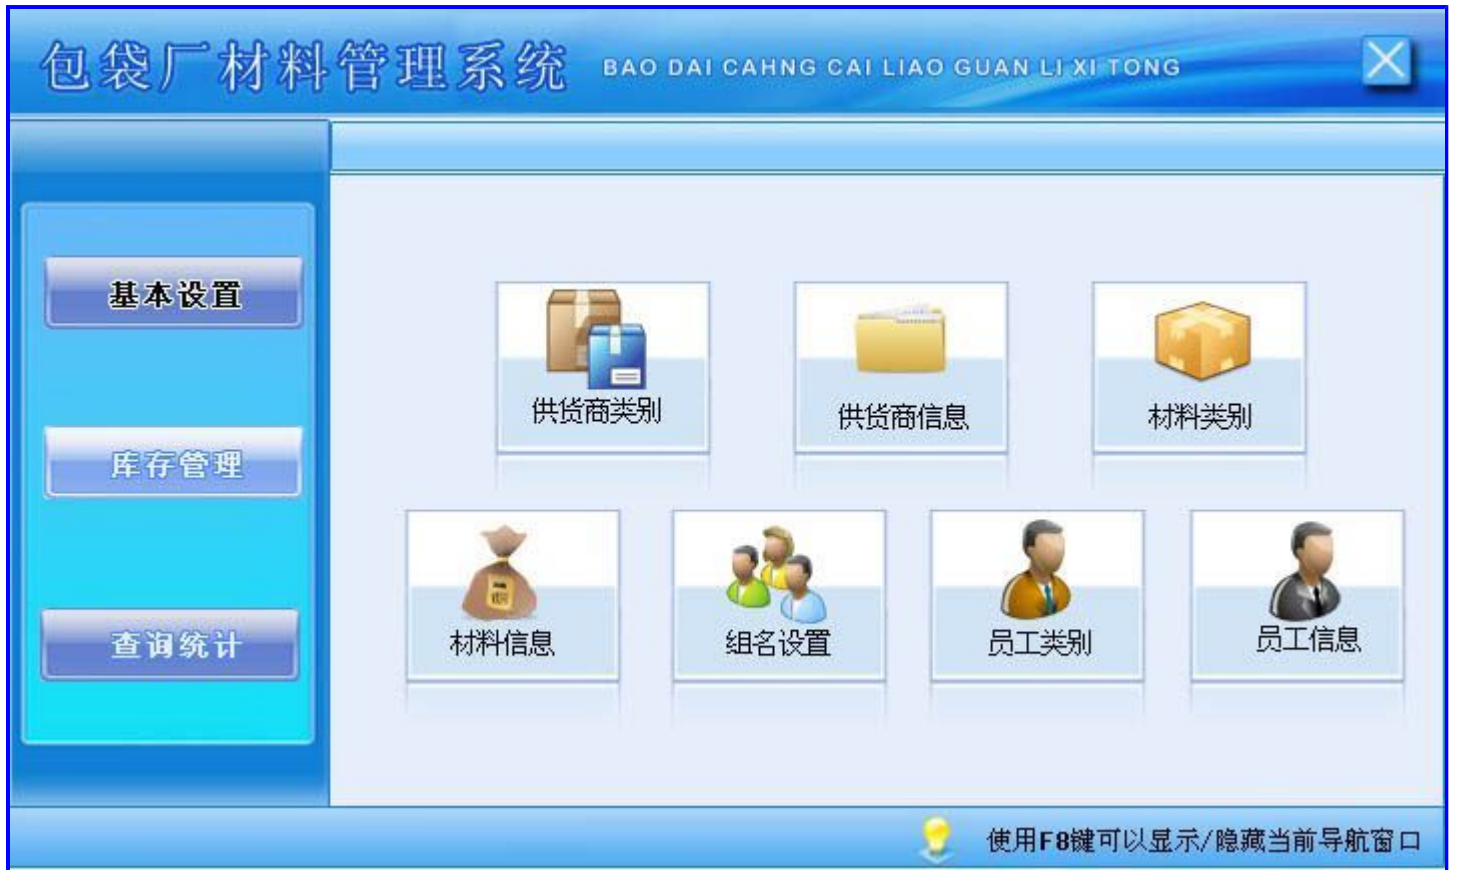 包袋厂材料管理系统 BAO DAI CAHNG CAI LIAO GUAN LI XI TONG
基本设置
库存管理
查询统计
供货商类别 供货商信息 材料类别
材料信息 组名设置 员工类别 员工信息
使用F8键可以显示/隐藏当前导航窗口